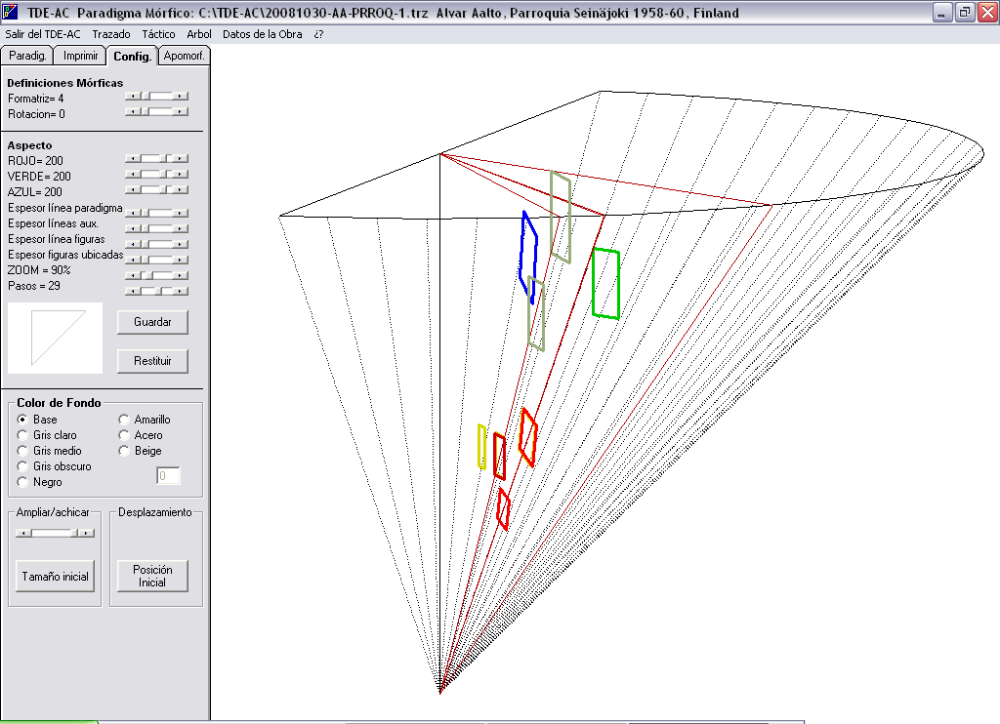 TDE-AC Paradigma Mórfico: C:\TDE-AC\20081030-AA-PRROQ-1.trz Alvar Aalto, Parroquia Seinäjoki 1958-60, Finland
Salir del TDE-AC Trazado Táctico Arbol Datos de la Obra ¿?
Paradig. Imprimir Config. Apomorf.
Definiciones Mórficas
Formatriz= 4
Rotacion= 0
Aspecto
ROJO= 200
VERDE= 200
AZUL= 200
Espesor línea paradigma
Espesor líneas aux.
Espesor línea figuras
Espesor figuras ubicadas
ZOOM = 90%
Pasos = 29
Guardar
Restituir
Color de Fondo
Base Amarillo
Gris claro Acero
Gris medio Beige
Gris obscuro
Negro
0
Ampliar/achicar Desplazamiento
Tamaño inicial
Posición
Inicial